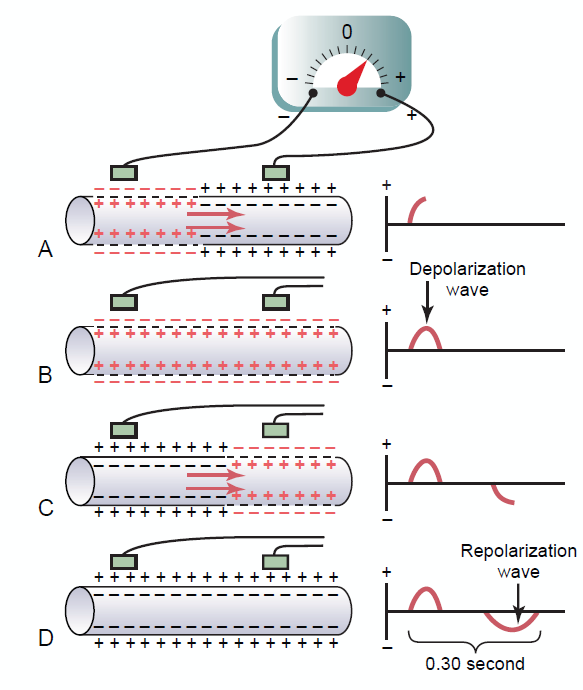 0
– +
– +
– – – – – – – + + + + + + + + +
+ + + + + + + – – – – – – – –
+ + + + + + + – – – – – – – –
– – – – – – – + + + + + + + + +
A
+
–
Depolarization
wave
– – – – – – – – – – – – – – – –
+ + + + + + + + + + + + + + + +
+ + + + + + + + + + + + + + + +
– – – – – – – – – – – – – – – –
B
+
–
+ + + + + + + + + – – – – – – –
– – – – – – – – – + + + + + + +
– – – – – – – – – + + + + + + +
+ + + + + + + + + – – – – – – –
C
+
–
Repolarization
wave
+ + + + + + + + + + + + + + + +
– – – – – – – – – – – – – – – –
– – – – – – – – – – – – – – – –
+ + + + + + + + + + + + + + + +
D
+
–
0.30 second